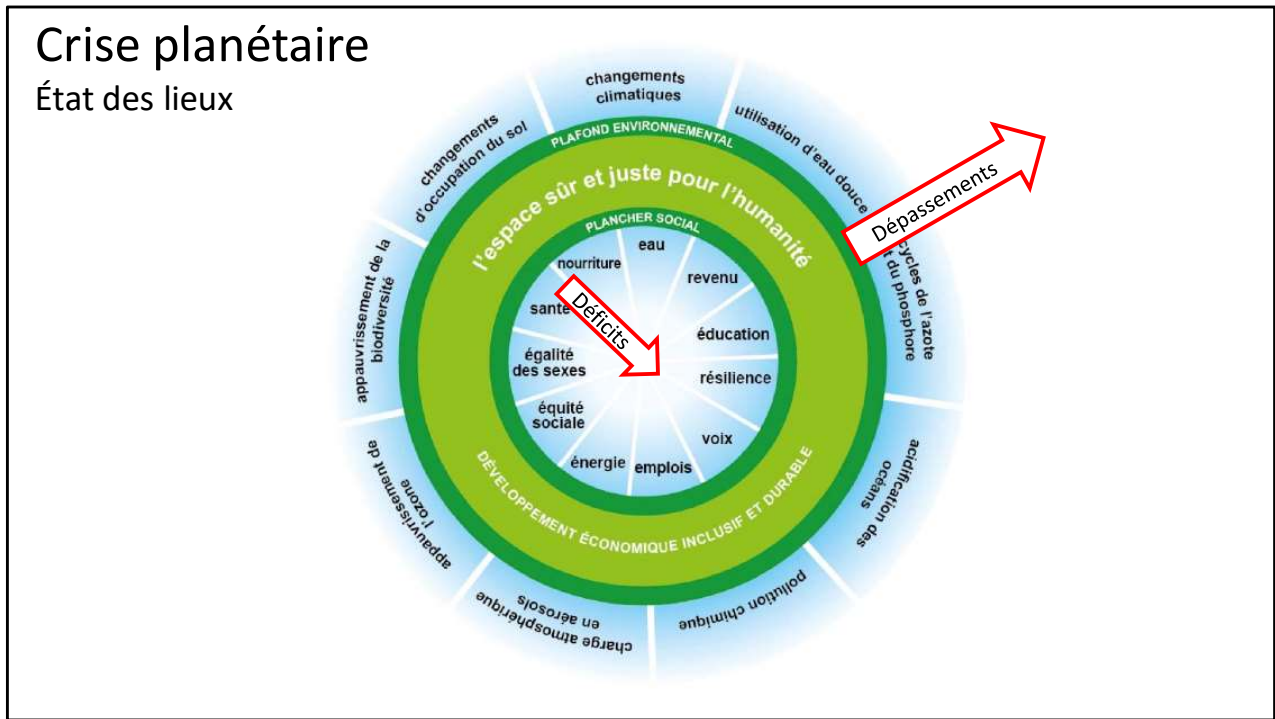 Crise planétaire
État des lieux
changements
climatiques
utilisation d'eau douce
Dépassements
cycles de l'azote
t du phosphore
acidification des
océans
pollution chimique
charge atmosphérique
en aérosols
appauvrissement de
l'ozone
appauvrissement de la
biodiversité
changements
d'occupation du sol
PLAFOND ENVIRONNEMENTAL
l'espace sûr et juste pour l'humanité
PLANCHER SOCIAL
eau
revenu
éducation
résilience
voix
emplois
énergie
équité
sociale
égalité
des sexes
santé
nourriture
Déficits
DÉVELOPPEMENT ÉCONOMIQUE INCLUSIF ET DURABLE